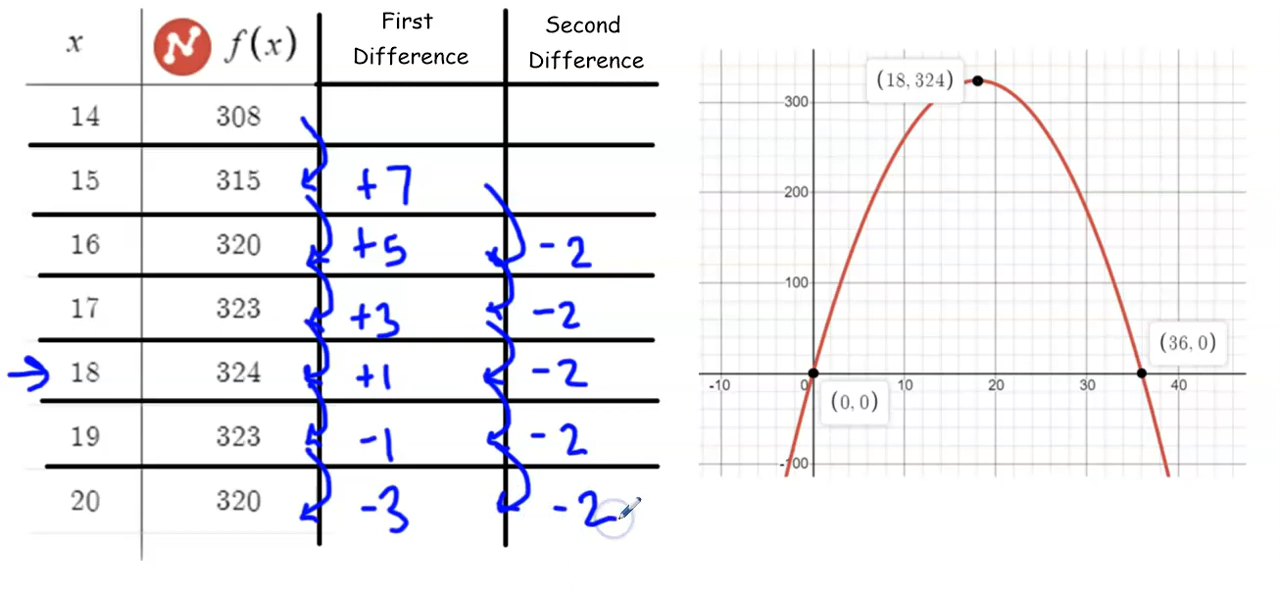 x f(x) First Difference Second Difference
14 308
15 315 +7
16 320 +5 -2
17 323 +3 -2
→ 18 324 +1 -2
19 323 -1 -2
20 320 -3 -2
(18, 324)
300
200
100
(36, 0)
-10 0 10 20 30 40
(0, 0)
-100